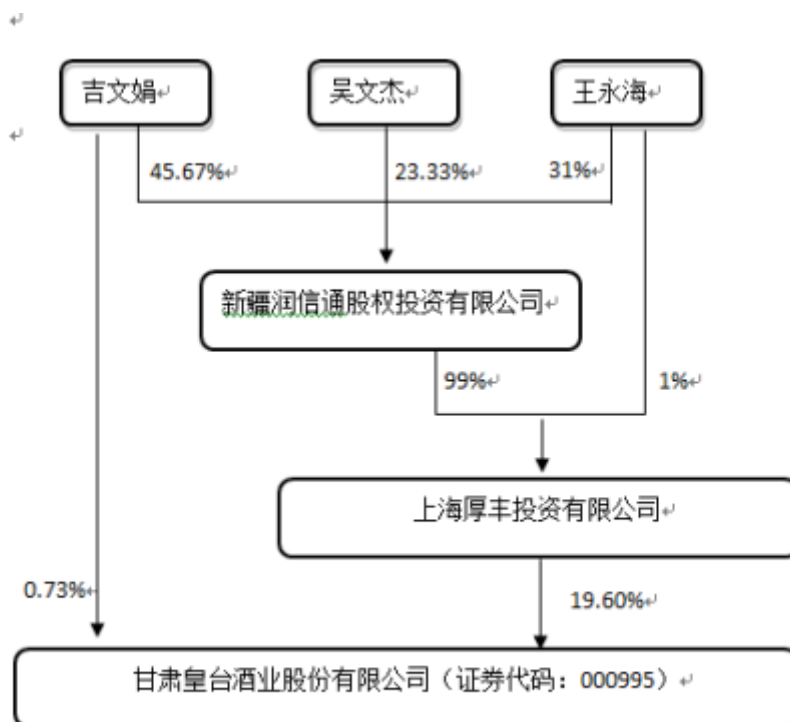 吉文娟
吴文杰
王永海
45.67%
23.33%
31%
新疆润信通股权投资有限公司
99%
1%
上海厚丰投资有限公司
0.73%
19.60%
甘肃皇台酒业股份有限公司（证券代码：000995）